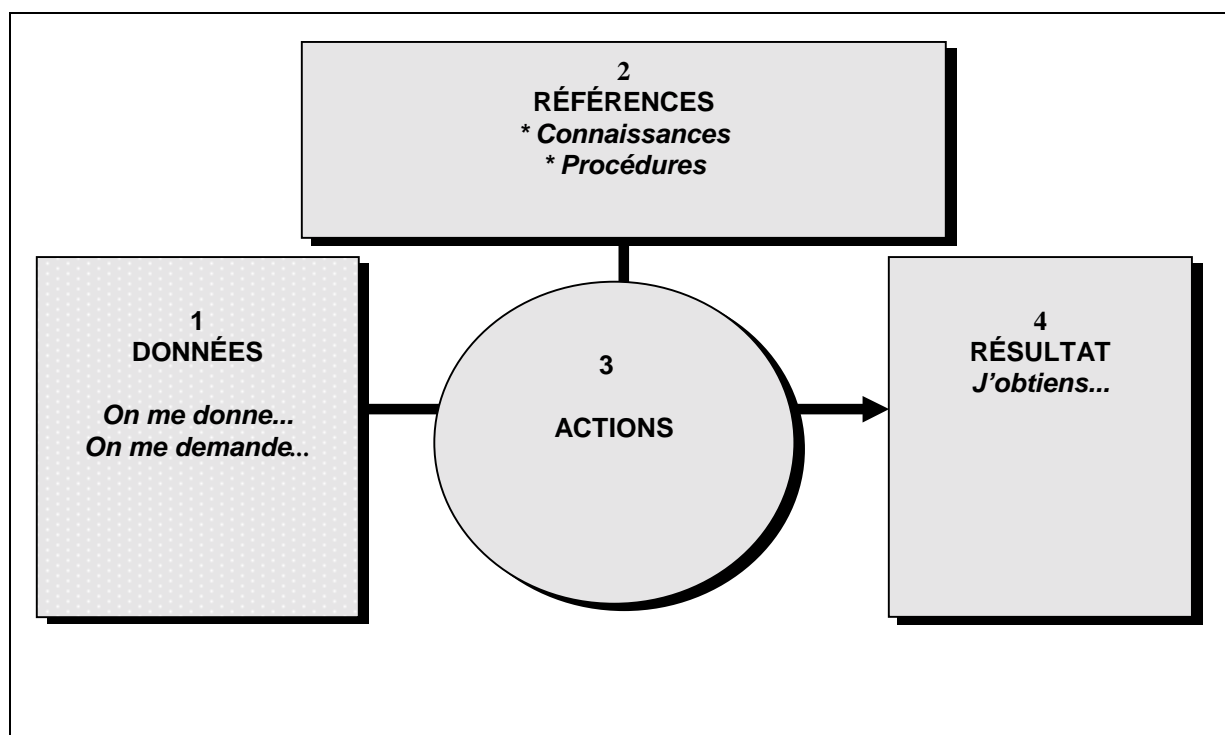 2
RÉFÉRENCES
* Connaissances
* Procédures
1
DONNÉES
On me donne...
On me demande...
3
ACTIONS
4
RÉSULTAT
J’obtiens...